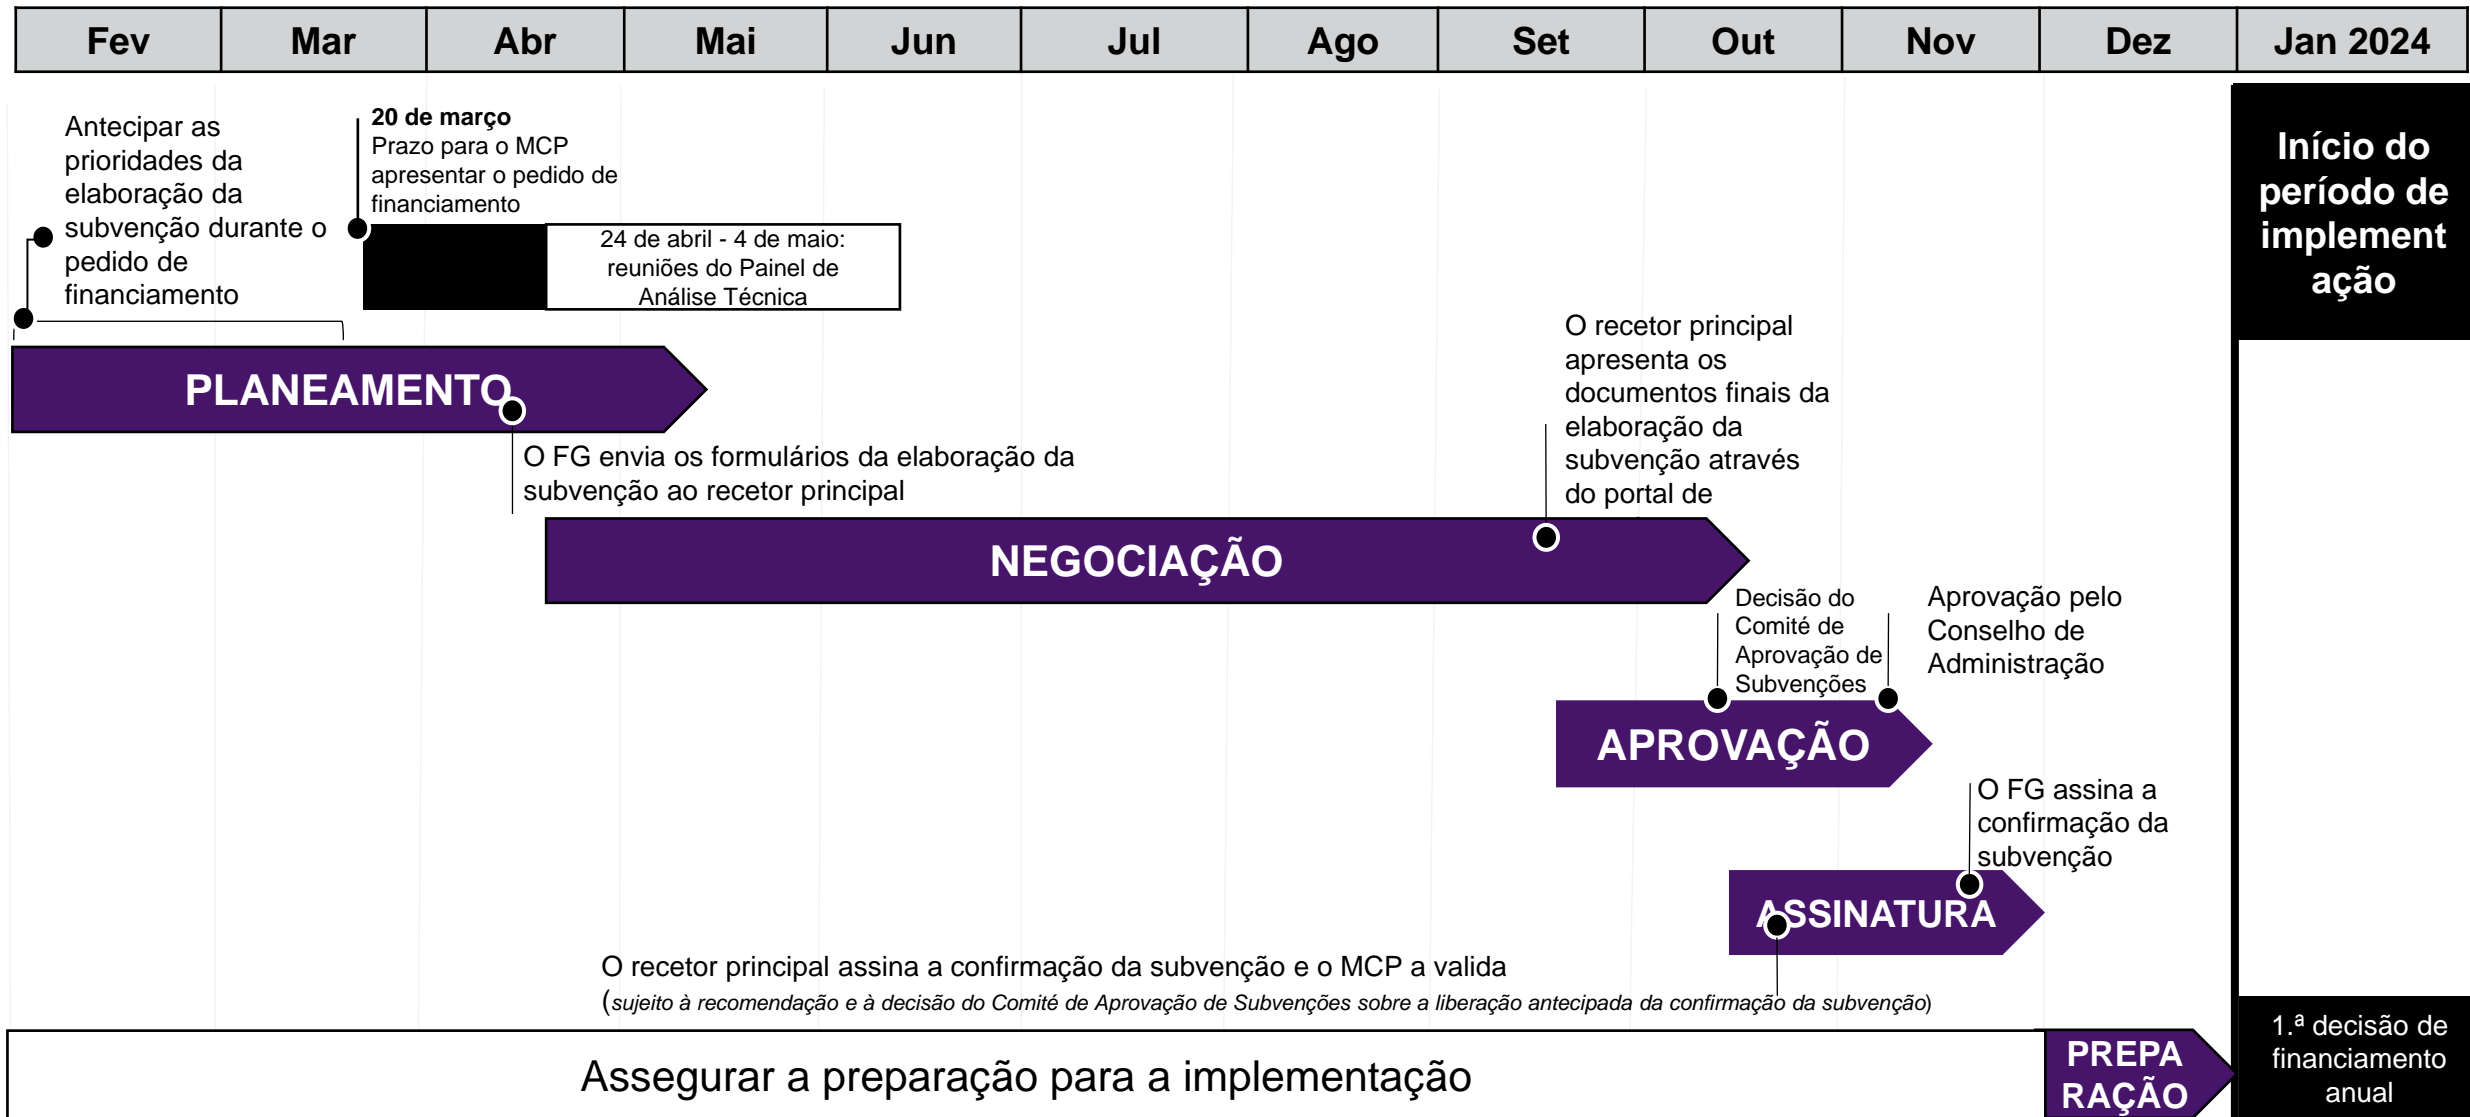 Fev Mar Abr Mai Jun Jul Ago Set Out Nov Dez Jan 2024
Antecipar as
prioridades da
elaboração da
subvenção durante o
pedido de
financiamento
20 de março
Prazo para o MCP
apresentar o pedido de
financiamento
24 de abril - 4 de maio:
reuniões do Painel de
Análise Técnica
Início do
período de
implement
ação
PLANEAMENTO
O FG envia os formulários da elaboração da
subvenção ao recetor principal
O recetor principal
apresenta os
documentos finais da
elaboração da
subvenção através
do portal de
NEGOCIAÇÃO
Decisão do
Comité de
Aprovação de
Subvenções
Aprovação pelo
Conselho de
Administração
APROVAÇÃO
O FG assina a
confirmação da
subvenção
ASSINATURA
O recetor principal assina a confirmação da subvenção e o MCP a valida
(sujeito à recomendação e à decisão do Comité de Aprovação de Subvenções sobre a liberação antecipada da confirmação da subvenção)
Assegurar a preparação para a implementação
PREPA
RAÇÃO
1.ª decisão de
financiamento
anual